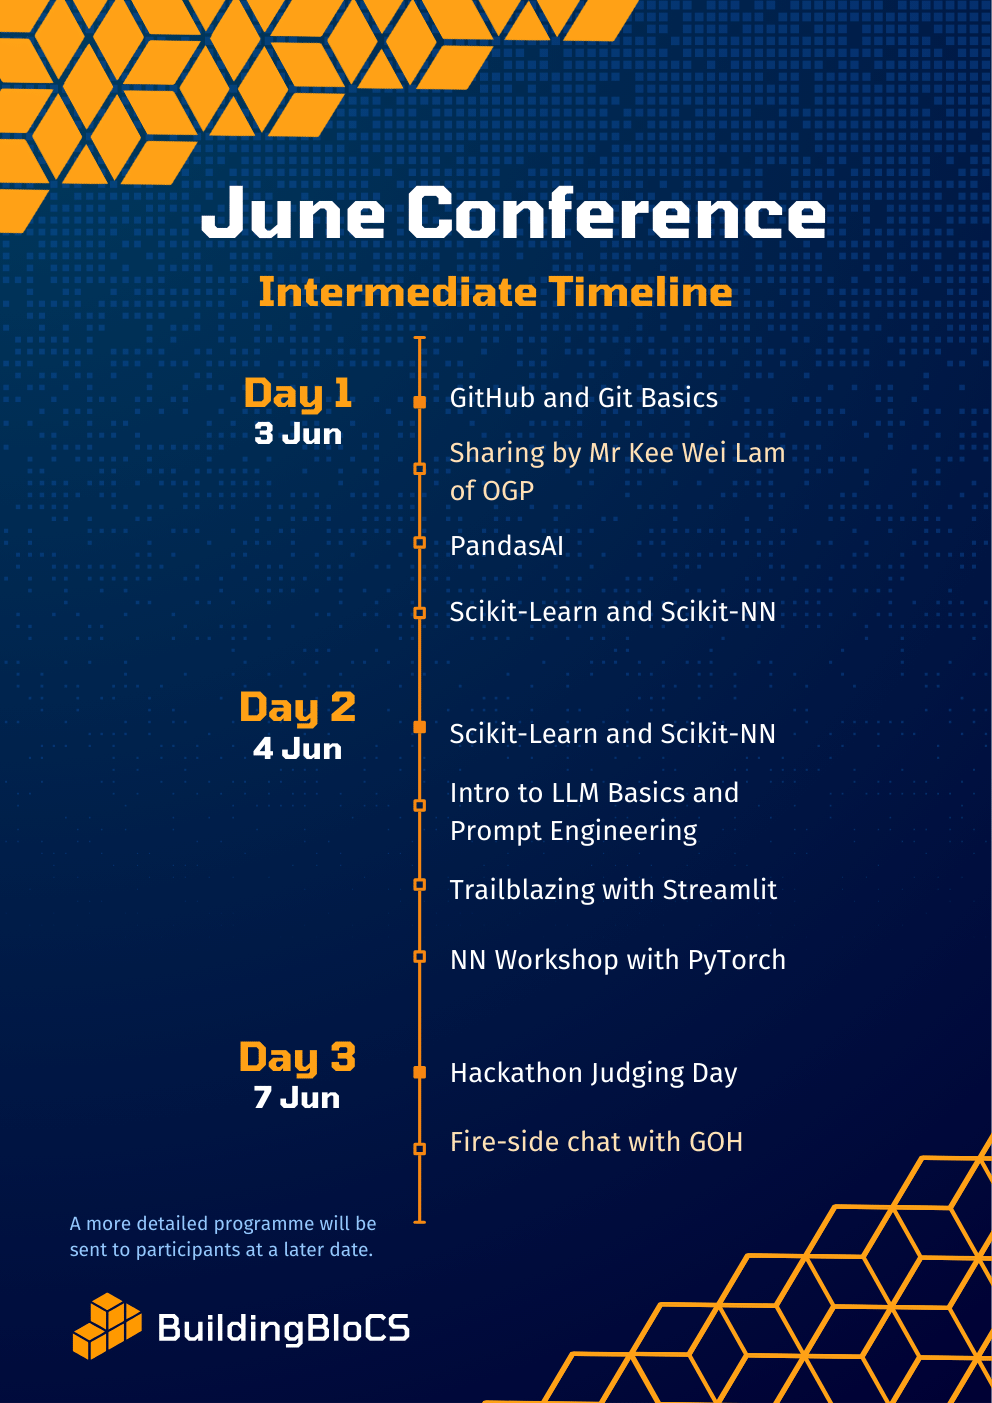 June Conference
Intermediate Timeline
Day 1
3 Jun
GitHub and Git Basics
Sharing by Mr Kee Wei Lam
of OGP
PandasAI
Scikit-Learn and Scikit-NN
Day 2
4 Jun
Scikit-Learn and Scikit-NN
Intro to LLM Basics and
Prompt Engineering
Trailblazing with Streamlit
NN Workshop with PyTorch
Day 3
7 Jun
Hackathon Judging Day
Fire-side chat with GOH
A more detailed programme will be
sent to participants at a later date.
BuildingBloCS